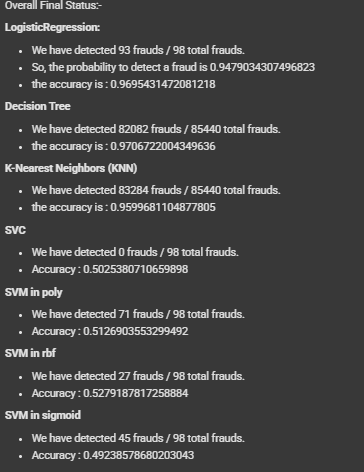 Overall Final Status:-
LogisticRegression:
• We have detected 93 frauds / 98 total frauds.
• So, the probability to detect a fraud is 0.9479034307496823
• the accuracy is : 0.9695431472081218
Decision Tree
• We have detected 82082 frauds / 85440 total frauds.
• the accuracy is : 0.9706722004349636
K-Nearest Neighbors (KNN)
• We have detected 83284 frauds / 85440 total frauds.
• the accuracy is : 0.9599681104877805
SVC
• We have detected 0 frauds / 98 total frauds.
• Accuracy : 0.5025380710659898
SVM in poly
• We have detected 71 frauds / 98 total frauds.
• Accuracy : 0.5126903553299492
SVM in rbf
• We have detected 27 frauds / 98 total frauds.
• Accuracy : 0.5279187817258884
SVM in sigmoid
• We have detected 45 frauds / 98 total frauds.
• Accuracy : 0.49238578680203043